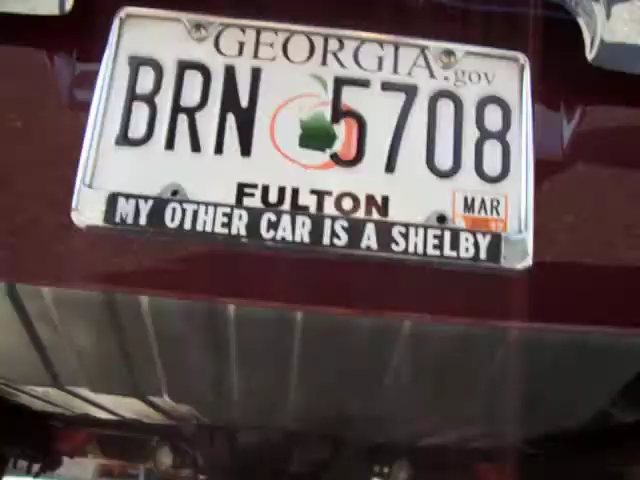 GEORGIA.gov
BRN 5708
FULTON
MAR
MY OTHER CAR IS A SHELBY